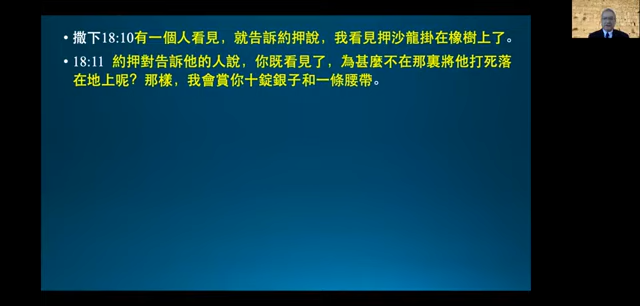 • 撒下18:10有一個人看見，就告訴約押說，我看見押沙龍掛在橡樹上了。
• 18:11 約押對告訴他的人說，你既看見了，為甚麼不在那裏將他打死落
在地上呢？那樣，我會賞你十錠銀子和一條腰帶。